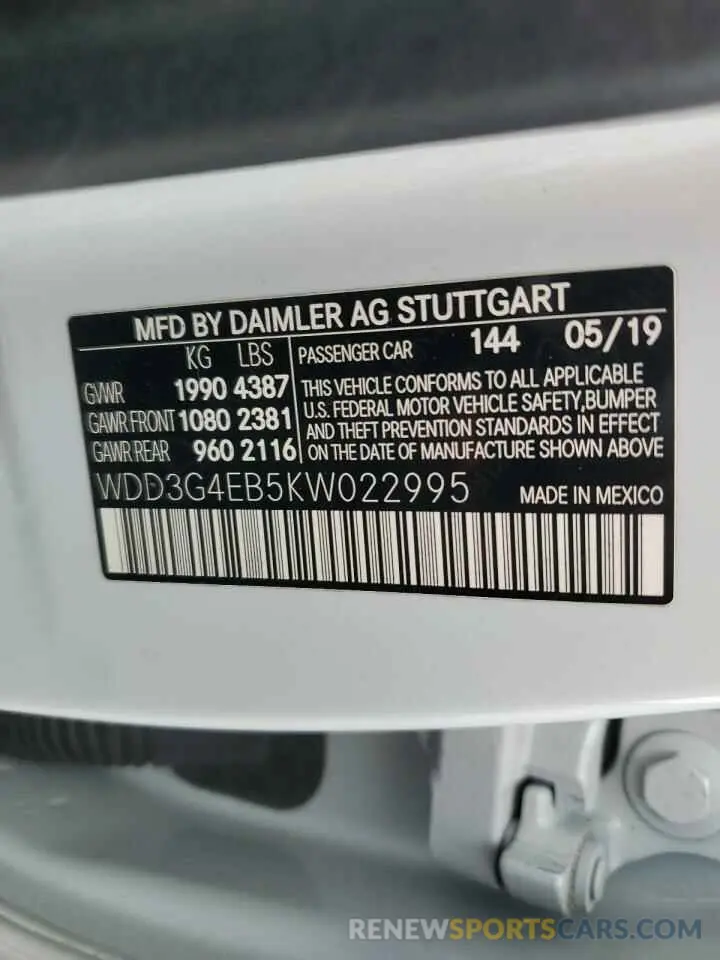 MFD BY DAIMLER AG STUTTGART
KG LBS
GVWR 1990 4387
GAWR FRONT 1080 2381
GAWR REAR 960 2116
PASSENGER CAR 144 05/19
THIS VEHICLE CONFORMS TO ALL APPLICABLE
U.S. FEDERAL MOTOR VEHICLE SAFETY,BUMPER
AND THEFT PREVENTION STANDARDS IN EFFECT
ON THE DATE OF MANUFACTURE SHOWN ABOVE
WDD3G4EB5KW022995 MADE IN MEXICO
RENEWSPORTSCARS.COM